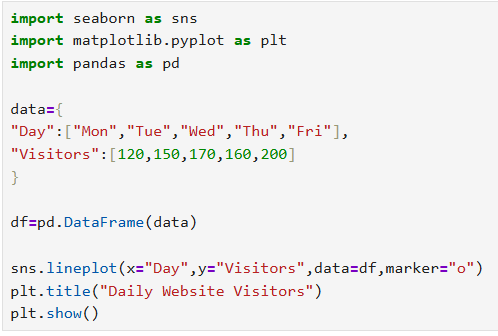 import seaborn as sns
import matplotlib.pyplot as plt
import pandas as pd
data={
"Day":["Mon","Tue","Wed","Thu","Fri"],
"Visitors":[120,150,170,160,200]
}
df=pd.DataFrame(data)
sns.lineplot(x="Day",y="Visitors",data=df,marker="o")
plt.title("Daily Website Visitors")
plt.show()